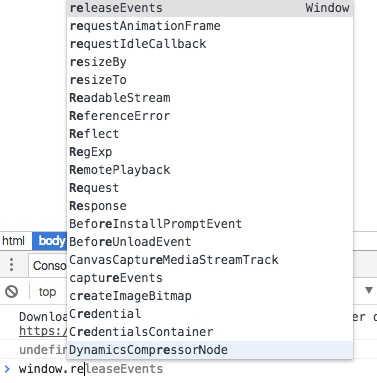 releaseEvents Window
requestAnimationFrame
requestIdleCallback
resizeBy
resizeTo
ReadableStream
ReferenceError
Reflect
RegExp
RemotePlayback
Request
Response
BeforeInstallPromptEvent
BeforeUnloadEvent
CanvasCaptureMediaStreamTrack
captureEvents
createImageBitmap
Credential
CredentialsContainer
DynamicsCompressorNode
html body
Conso
top
Downloa er d
https:/
undefin
window.releaseEvents